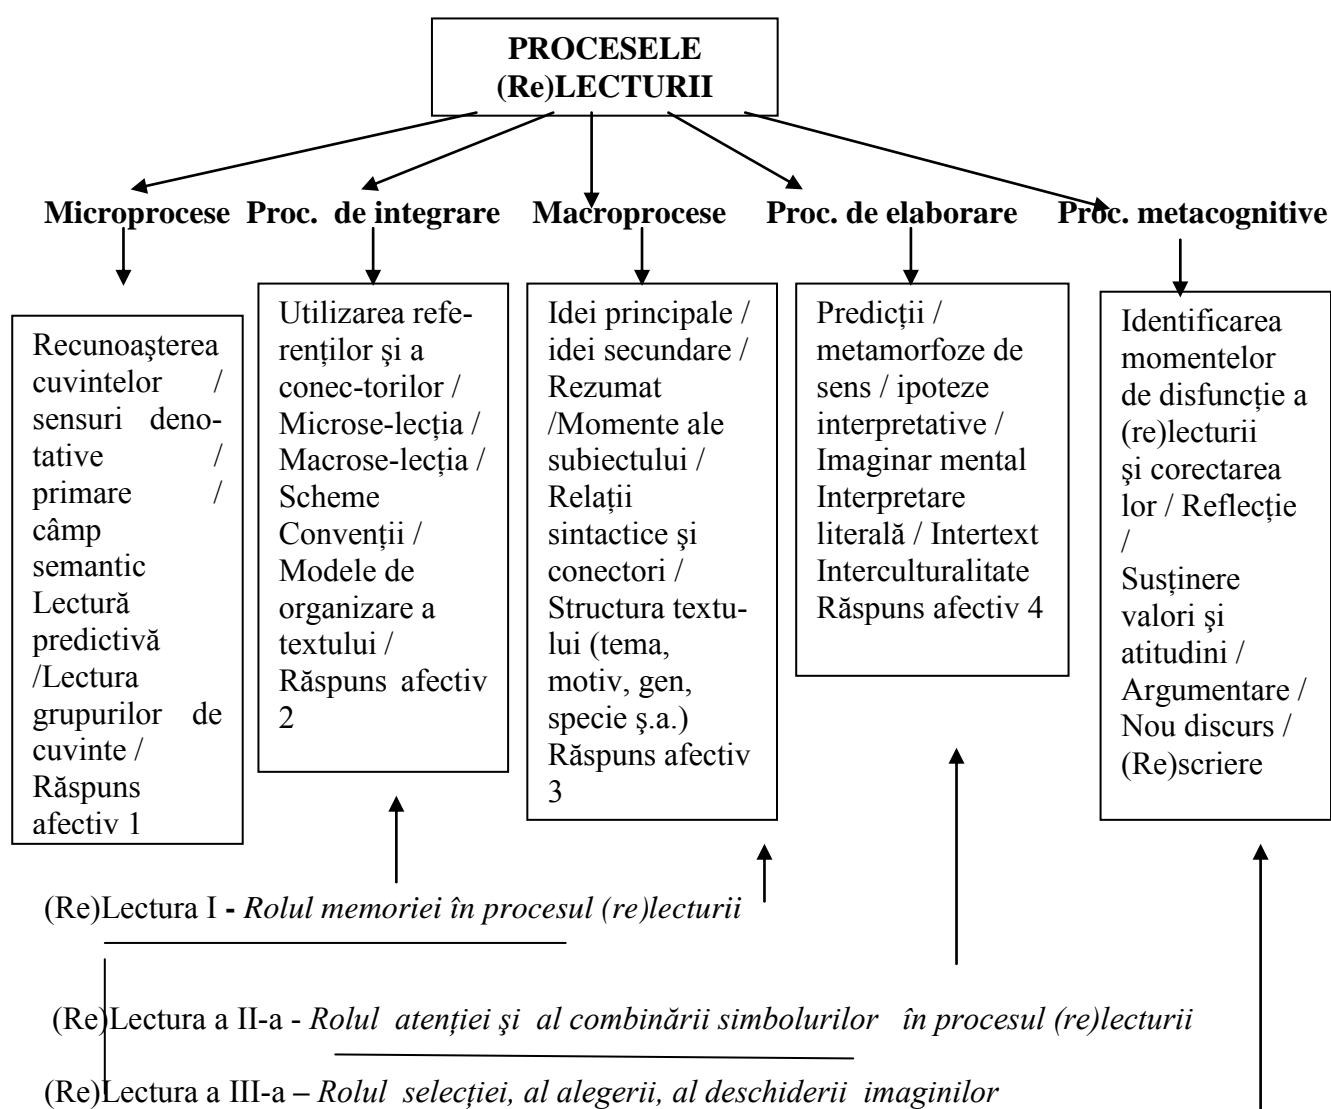 PROCESELE
(Re)LECTURII
Microprocese
Proc. de integrare
Macroprocese
Proc. de elaborare
Proc. metacognitive
Recunoaşterea
cuvintelor /
sensuri deno-
tative /
primare /
câmp
semantic
Lectură
predictivă
/Lectura
grupurilor de
cuvinte /
Răspuns
afectiv 1
Utilizarea refe-
renților şi a
conec-torilor /
Microse-lecția /
Macrose-lecția /
Scheme
Convenții /
Modele de
organizare a
textului /
Răspuns afectiv
2
Idei principale /
idei secundare /
Rezumat
/Momente ale
subiectului /
Relații
sintactice şi
conectori /
Structura textu-
lui (tema,
motiv, gen,
specie ş.a.)
Răspuns afectiv
3
Predicții /
metamorfoze de
sens / ipoteze
interpretative /
Imaginar mental
Interpretare
literală / Intertext
Interculturalitate
Răspuns afectiv 4
Identificarea
momentelor
de disfuncție a
(re)lecturii
şi corectarea
lor / Reflecție
/
Susținere
valori şi
atitudini /
Argumentare /
Nou discurs /
(Re)scriere
(Re)Lectura I - Rolul memoriei în procesul (re)lecturii
(Re)Lectura a II-a - Rolul atenției şi al combinării simbolurilor în procesul (re)lecturii
(Re)Lectura a III-a – Rolul selecției, al alegerii, al deschiderii imaginilor